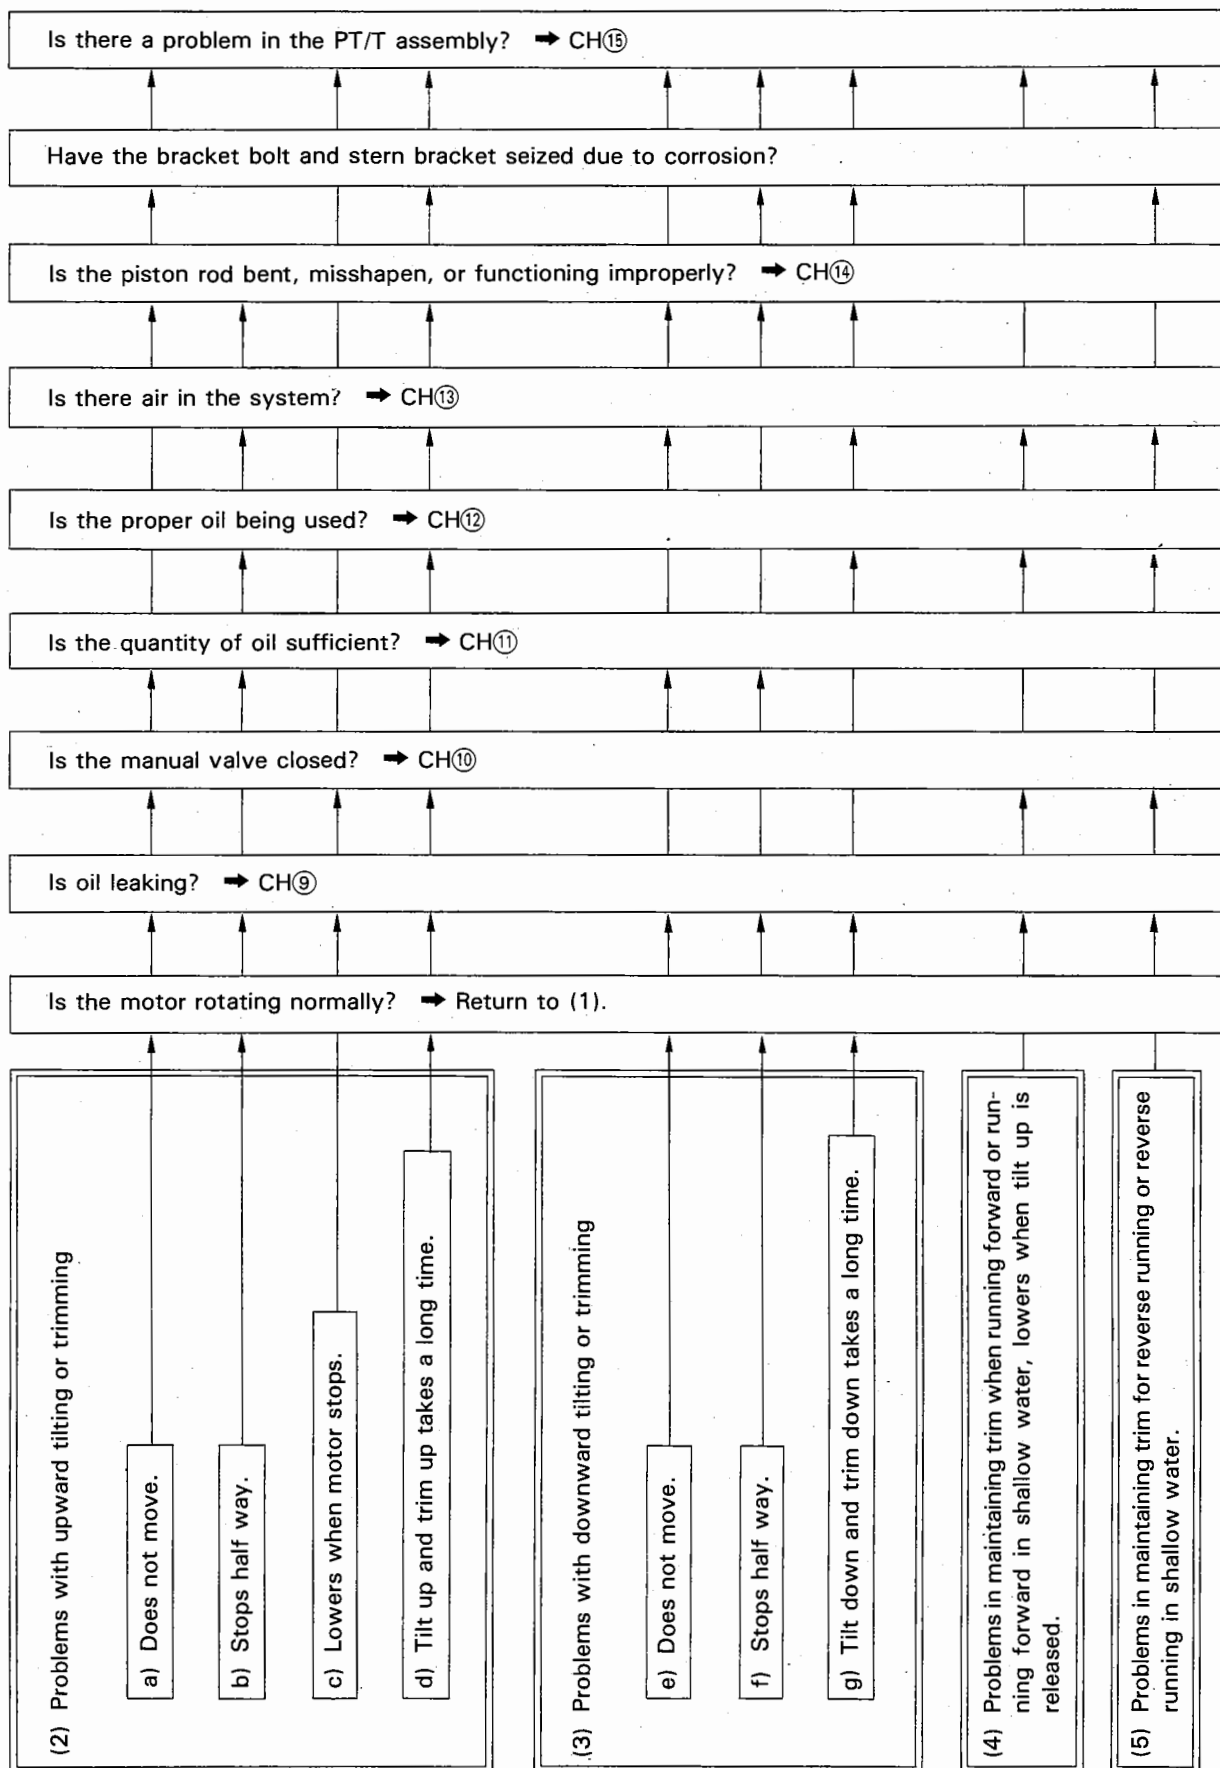 Is there a problem in the PT/T assembly? ➡ CH⑮
Have the bracket bolt and stern bracket seized due to corrosion?
Is the piston rod bent, misshapen, or functioning improperly? ➡ CH⑭
Is there air in the system? ➡ CH⑬
Is the proper oil being used? ➡ CH⑫
Is the quantity of oil sufficient? ➡ CH⑪
Is the manual valve closed? ➡ CH⑩
Is oil leaking? ➡ CH⑨
Is the motor rotating normally? ➡ Return to (1).
(2) Problems with upward tilting or trimming
a) Does not move.
b) Stops half way.
c) Lowers when motor stops.
d) Tilt up and trim up takes a long time.
(3) Problems with downward tilting or trimming
e) Does not move.
f) Stops half way.
g) Tilt down and trim down takes a long time.
(4) Problems in maintaining trim when running forward or run-
ning forward in shallow water, lowers when tilt up is
released.
(5) Problems in maintaining trim for reverse running or reverse
running in shallow water.